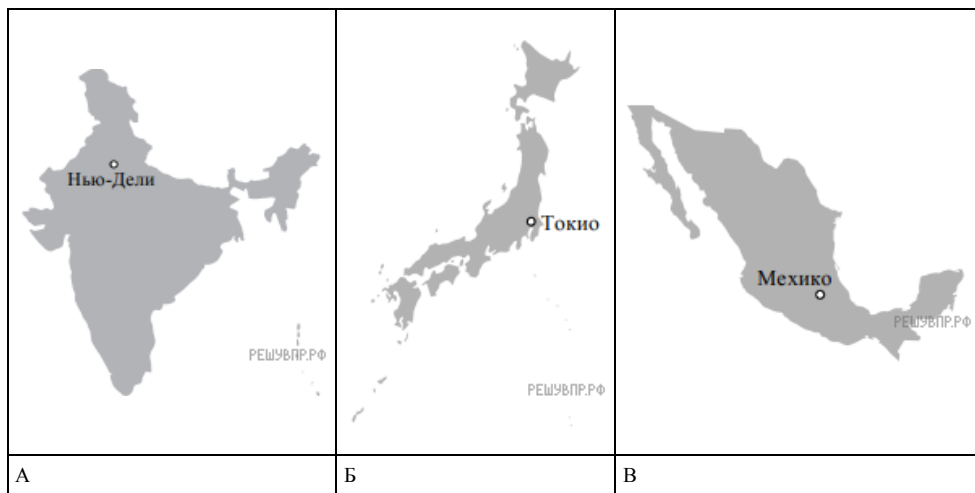 Нью-Дели
РЕШУВПР.РФ
Токио
РЕШУВПР.РФ
Мехико
РЕШУВПР.РФ
А
Б
В